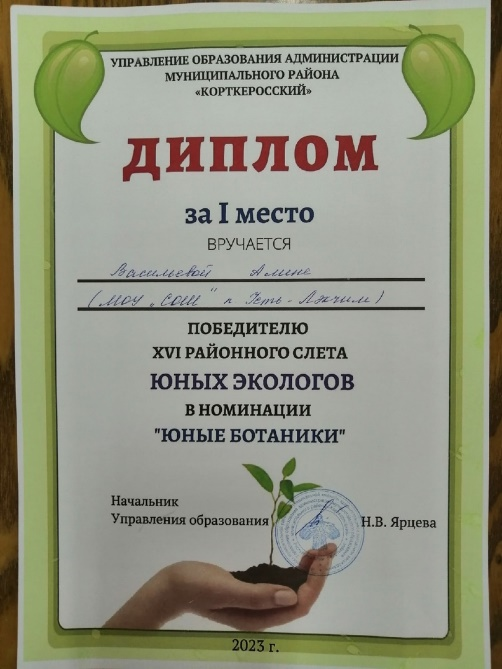 УПРАВЛЕНИЕ ОБРАЗОВАНИЯ АДМИНИСТРАЦИИ
МУНИЦИПАЛЬНОГО РАЙОНА
«КОРТКЕРОССКИЙ»
ДИПЛОМ
за I место
ВРУЧАЕТСЯ
Васильевой Алине
(МОУ „СОШ" п. Усть-Лэкчим)
ПОБЕДИТЕЛЮ
XVI РАЙОННОГО СЛЕТА
ЮНЫХ ЭКОЛОГОВ
В НОМИНАЦИИ
"ЮНЫЕ БОТАНИКИ"
Начальник
Управления образования Н.В. Ярцева
2023 г.